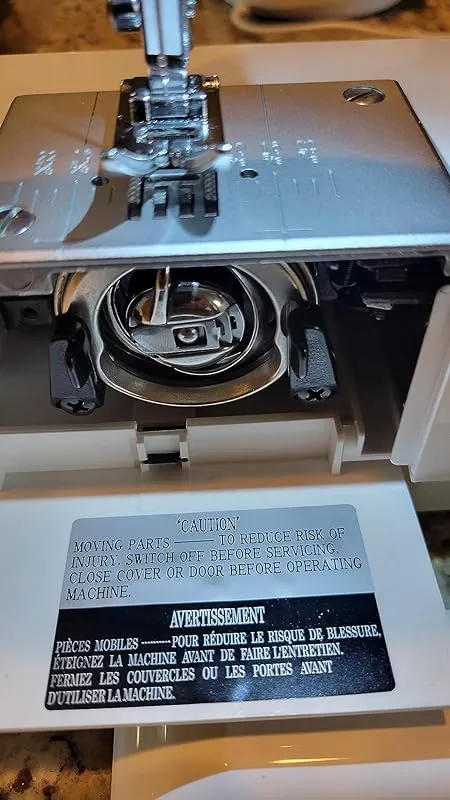 "CAUTION"
MOVING PARTS ——— TO REDUCE RISK OF
INJURY, SWITCH OFF BEFORE SERVICING.
CLOSE COVER OR DOOR BEFORE OPERATING
MACHINE.
AVERTISSEMENT
PIÈCES MOBILES ----------POUR RÉDUIRE LE RISQUE DE BLESSURE,
ÉTEIGNEZ LA MACHINE AVANT DE FAIRE L'ENTRETIEN.
FERMEZ LES COUVERCLES OU LES PORTES AVANT
D'UTILISER LA MACHINE.